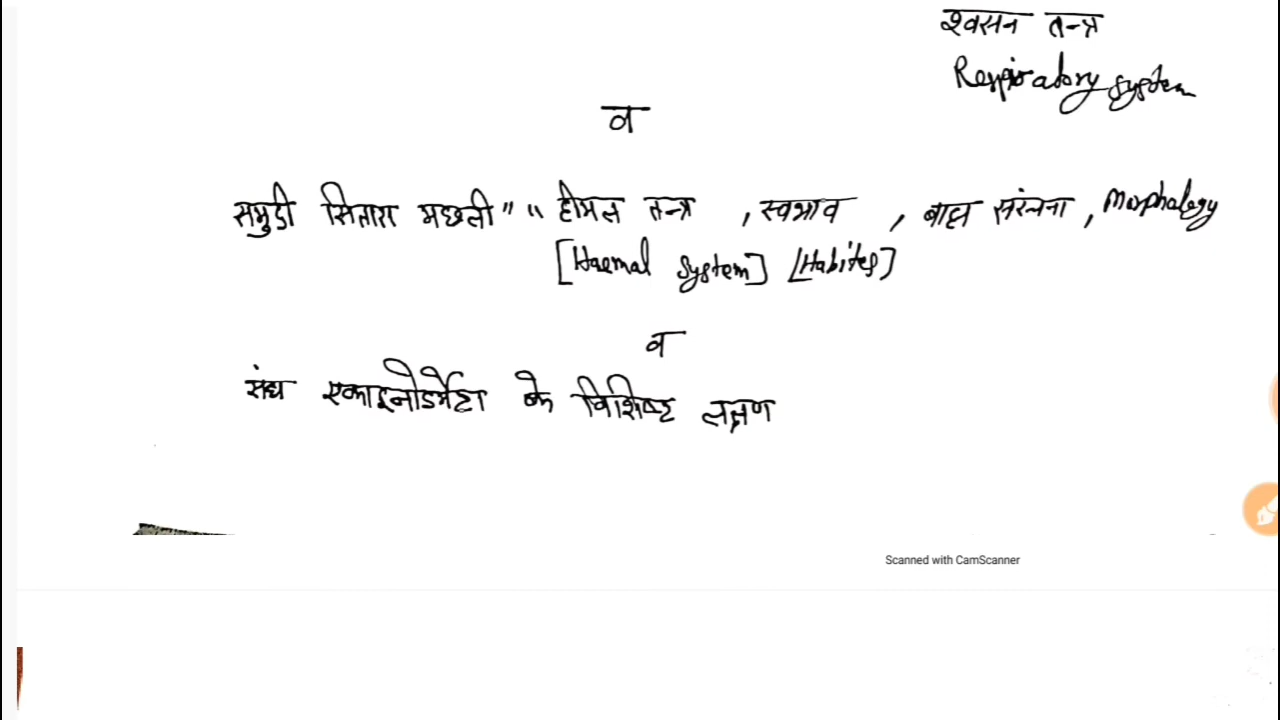 श्वसन तन्त्र
Respiratory system
व
समुद्री सितारा मछली" " हीमल तन्त्र , स्वभाव , बाह्य संरचना , Morphology
[Haemal system] [Habites]
व
संघ एकाइनोडर्मेटा के विशिष्ट लक्षण
Scanned with CamScanner